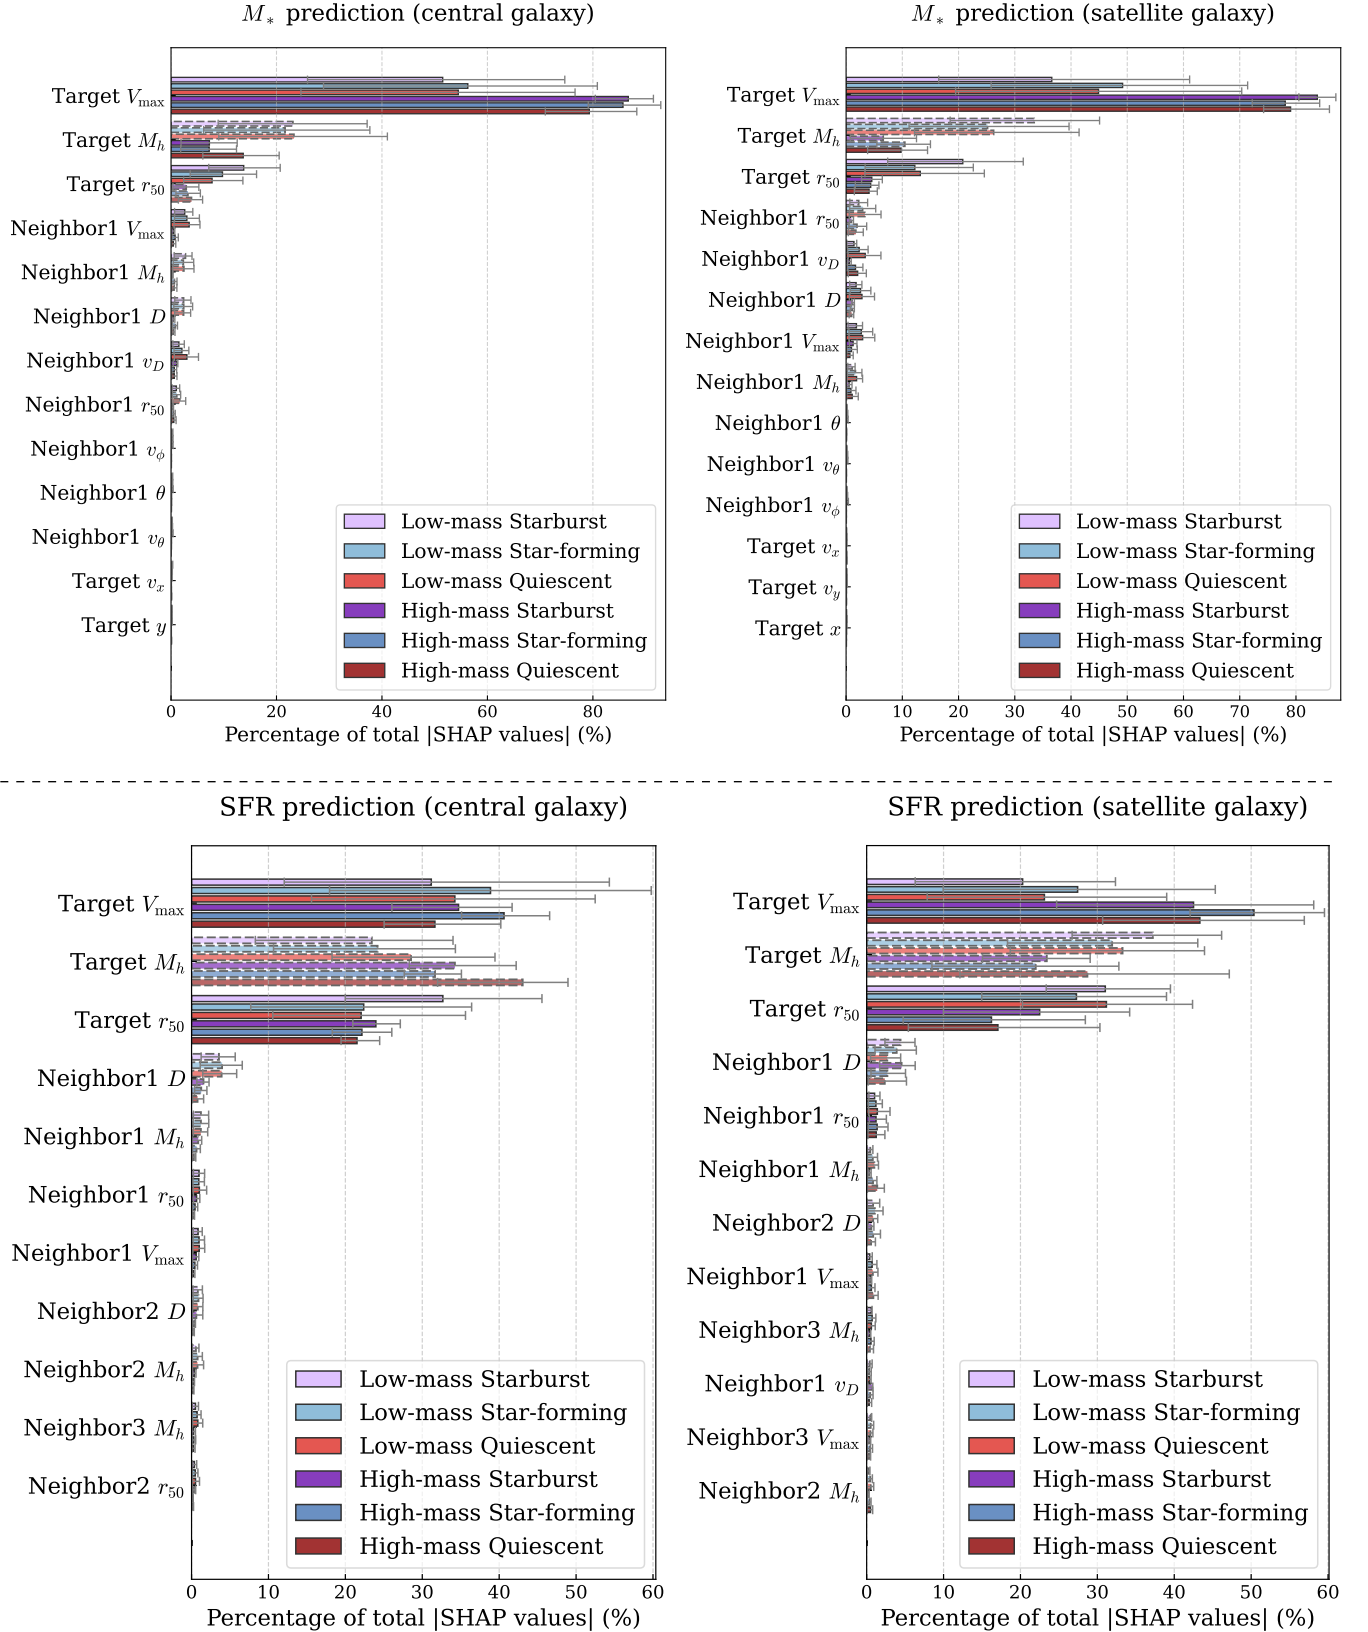 M* prediction (central galaxy)
Target Vmax
Target Mh
Target r50
Neighbor1 Vmax
Neighbor1 Mh
Neighbor1 D
Neighbor1 vD
Neighbor1 r50
Neighbor1 vϕ
Neighbor1 θ
Neighbor1 vθ
Target vx
Target y
Low-mass Starburst
Low-mass Star-forming
Low-mass Quiescent
High-mass Starburst
High-mass Star-forming
High-mass Quiescent
0 20 40 60 80
Percentage of total |SHAP values| (%)
M* prediction (satellite galaxy)
Target Vmax
Target Mh
Target r50
Neighbor1 r50
Neighbor1 vD
Neighbor1 D
Neighbor1 Vmax
Neighbor1 Mh
Neighbor1 θ
Neighbor1 vθ
Neighbor1 vϕ
Target vx
Target vy
Target x
Low-mass Starburst
Low-mass Star-forming
Low-mass Quiescent
High-mass Starburst
High-mass Star-forming
High-mass Quiescent
0 10 20 30 40 50 60 70 80
Percentage of total |SHAP values| (%)
SFR prediction (central galaxy)
Target Vmax
Target Mh
Target r50
Neighbor1 D
Neighbor1 Mh
Neighbor1 r50
Neighbor1 Vmax
Neighbor2 D
Neighbor2 Mh
Neighbor3 Mh
Neighbor2 r50
Low-mass Starburst
Low-mass Star-forming
Low-mass Quiescent
High-mass Starburst
High-mass Star-forming
High-mass Quiescent
0 10 20 30 40 50 60
Percentage of total |SHAP values| (%)
SFR prediction (satellite galaxy)
Target Vmax
Target Mh
Target r50
Neighbor1 D
Neighbor1 r50
Neighbor1 Mh
Neighbor2 D
Neighbor1 Vmax
Neighbor3 Mh
Neighbor1 vD
Neighbor3 Vmax
Neighbor2 Mh
Low-mass Starburst
Low-mass Star-forming
Low-mass Quiescent
High-mass Starburst
High-mass Star-forming
High-mass Quiescent
0 10 20 30 40 50 60
Percentage of total |SHAP values| (%)